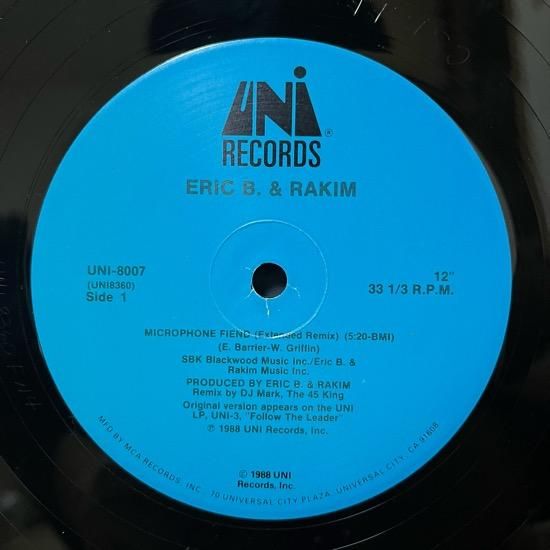 UNI®
RECORDS
ERIC B. & RAKIM
UNI-8007
(UNI8360)
Side 1
12"
33 1/3 R.P.M.
MICROPHONE FIEND (Extended Remix) (5:20-BMI)
(E. Barrier-W. Griffin)
SBK Blackwood Music Inc./Eric B. &
Rakim Music Inc.
PRODUCED BY ERIC B. & RAKIM
Remix by DJ Mark, The 45 King
Original version appears on the UNI
LP, UNI-3, "Follow The Leader"
℗ 1988 UNI Records, Inc.
© 1988 UNI
Records, Inc.
MFD BY MCA RECORDS, INC. 70 UNIVERSAL CITY PLAZA, UNIVERSAL CITY, CA 91608